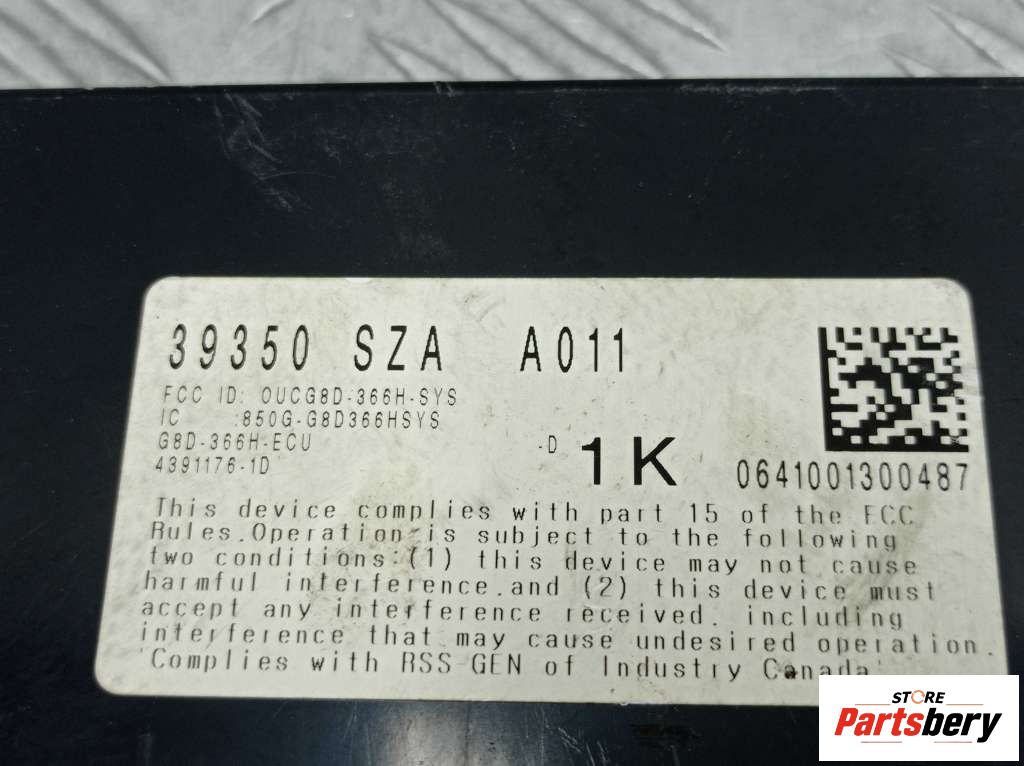 39350 SZA A011
FCC ID: OUCG8D-366H-SYS
IC :850G-G8D366HSYS
G8D-366H-ECU
4391176-1D
-D 1K
0641001300487
This device complies with part 15 of the FCC
Rules.Operation is subject to the following
two conditions:(1) this device may not cause
harmful interference.and (2) this device must
accept any interference received. including
interference that may cause undesired operation.
'Complies with RSS-GEN of Industry Canada'
STORE
Partsbery